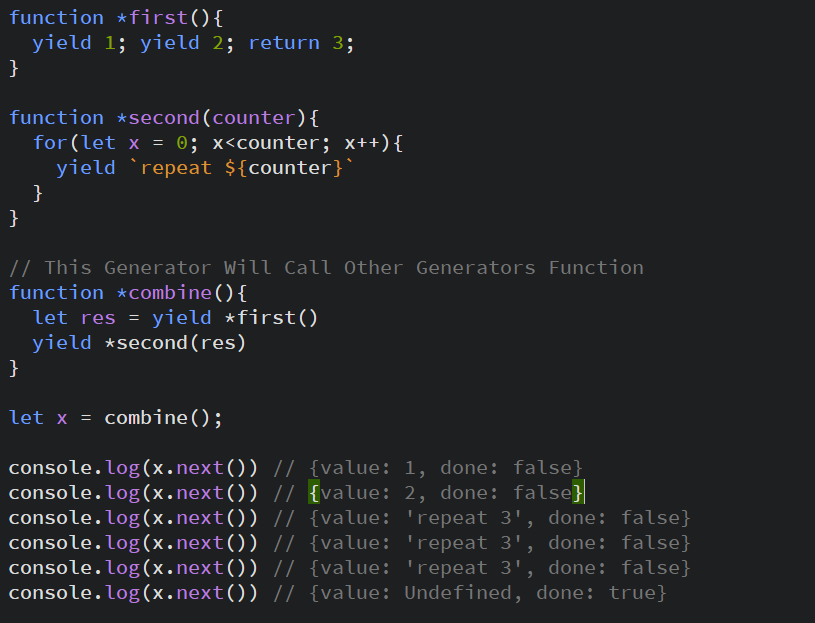 function *first(){
  yield 1; yield 2; return 3;
}
function *second(counter){
  for(let x = 0; x<counter; x++){
    yield `repeat ${counter}`
  }
}
// This Generator Will Call Other Generators Function
function *combine(){
  let res = yield *first()
  yield *second(res)
}
let x = combine();
console.log(x.next()) // {value: 1, done: false}
console.log(x.next()) // {value: 2, done: false}
console.log(x.next()) // {value: 'repeat 3', done: false}
console.log(x.next()) // {value: 'repeat 3', done: false}
console.log(x.next()) // {value: 'repeat 3', done: false}
console.log(x.next()) // {value: Undefined, done: true}